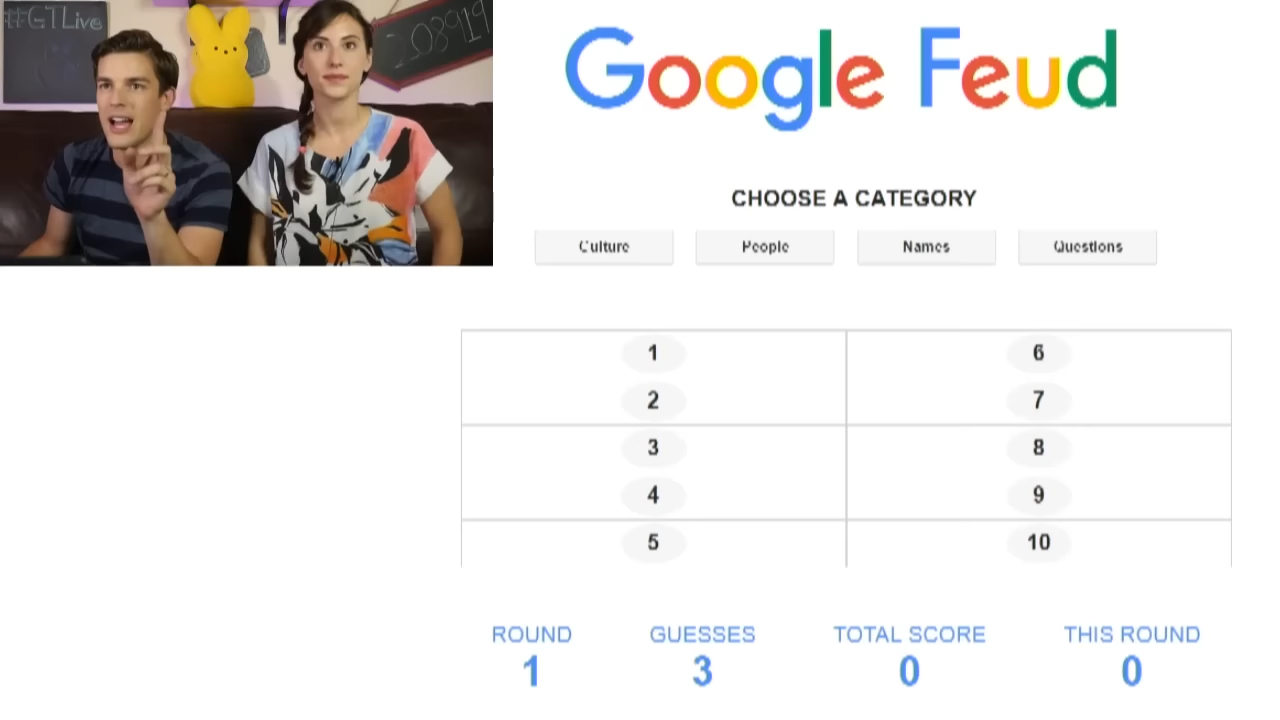 #GTLive
208919
Google Feud
CHOOSE A CATEGORY
Culture People Names Questions
1 6
2 7
3 8
4 9
5 10
ROUND GUESSES TOTAL SCORE THIS ROUND
1 3 0 0